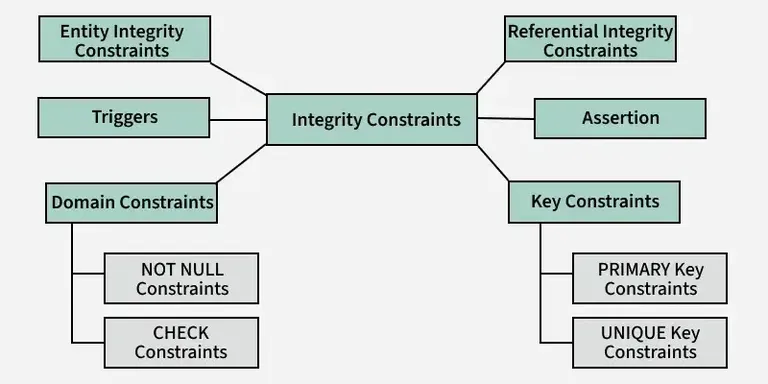 Entity Integrity
Constraints
Referential Integrity
Constraints
Triggers
Integrity Constraints
Assertion
Domain Constraints
Key Constraints
NOT NULL
Constraints
PRIMARY Key
Constraints
CHECK
Constraints
UNIQUE Key
Constraints